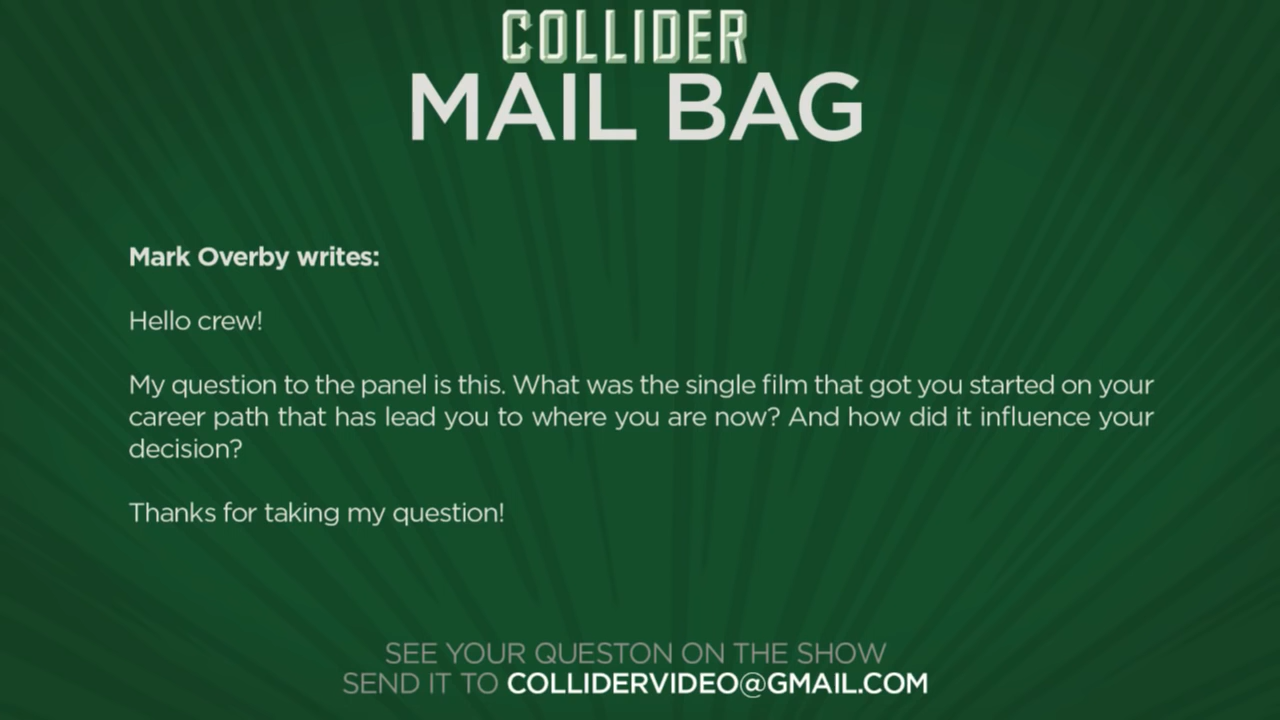 COLLIDER
MAIL BAG
Mark Overby writes:
Hello crew!
My question to the panel is this. What was the single film that got you started on your
career path that has lead you to where you are now? And how did it influence your
decision?
Thanks for taking my question!
SEE YOUR QUESTON ON THE SHOW
SEND IT TO COLLIDERVIDEO@GMAIL.COM